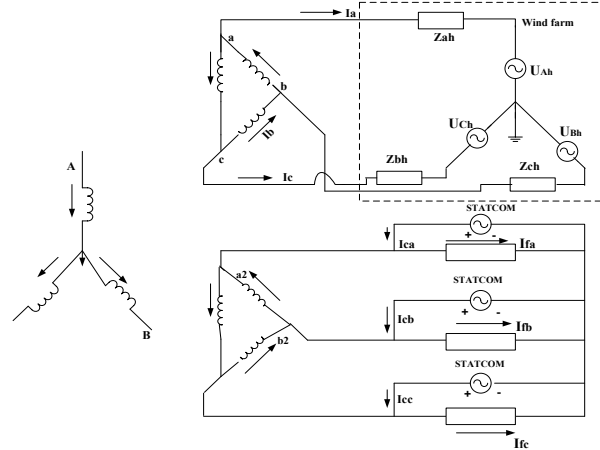 Ia
Zah
Wind farm
a
UAh
b
UCh
UBh
Ib
c
Zbh
Zch
Ic
A
B
STATCOM
+ -
Ica
Ifa
a2
STATCOM
+ -
Icb
Ifb
b2
STATCOM
+ -
Icc
Ifc